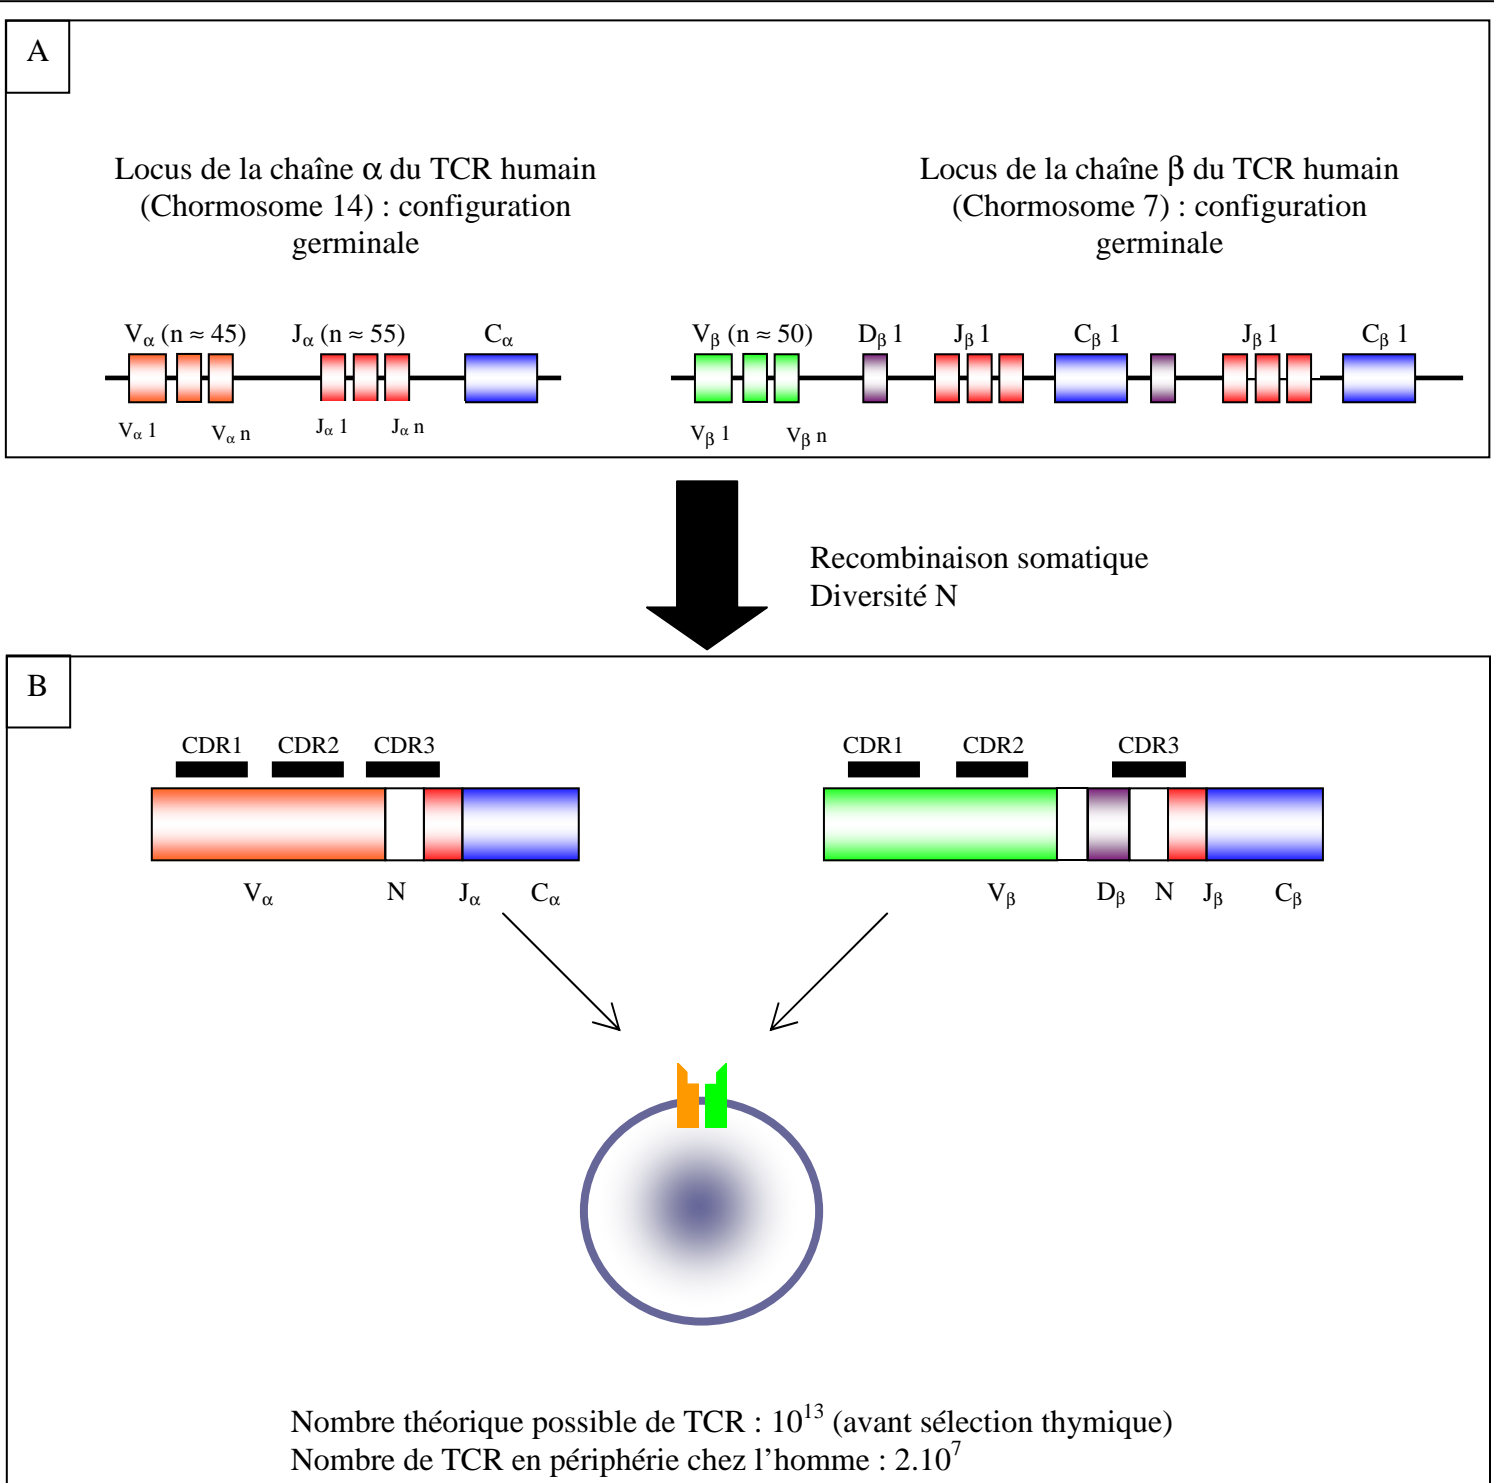 A
Locus de la chaîne α du TCR humain
(Chormosome 14) : configuration
germinale
Locus de la chaîne β du TCR humain
(Chormosome 7) : configuration
germinale
Vα (n ≈ 45)
Jα (n ≈ 55)
Cα
Vβ (n ≈ 50)
Dβ 1
Jβ 1
Cβ 1
Jβ 1
Cβ 1
Vα 1
Vα n
Jα 1
Jα n
Vβ 1
Vβ n
Recombinaison somatique
Diversité N
B
CDR1
CDR2
CDR3
CDR1
CDR2
CDR3
Vα
N
Jα
Cα
Vβ
Dβ
N
Jβ
Cβ
Nombre théorique possible de TCR : 10¹³ (avant sélection thymique)
Nombre de TCR en périphérie chez l’homme : 2.10⁷